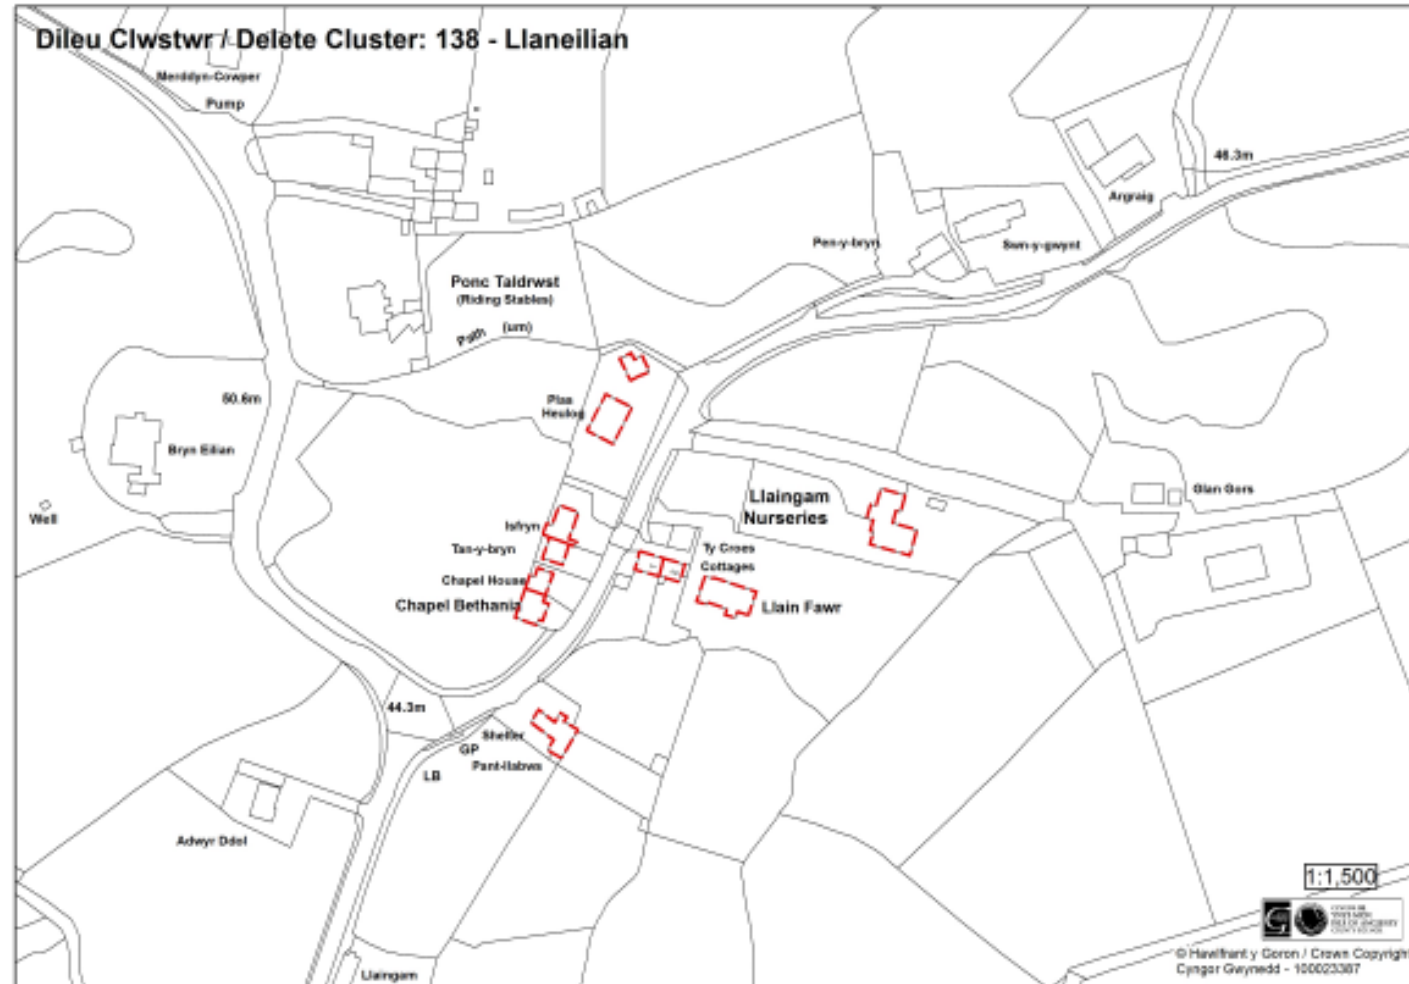 Dileu Clwstwr / Delete Cluster: 138 - Llaneilian
Merddyn-Cowper
Pump
46.3m
Argraig
Pen-y-bryn
Swn-y-gwynt
Ponc Taldrwst
(Riding Stables)
Path (um)
50.6m
Plas
Heulog
Bryn Eilian
Well
Glan Gors
Llaingam
Nurseries
Isfryn
Tan-y-bryn
Ty Croes
Cottages
Chapel House
Chapel Bethania
Llain Fawr
44.3m
Shelter
GP
Pant-llabwa
LB
Adwyr Ddol
1:1,500
© Hawlfraint y Goron / Crown Copyright
Cyngor Gwynedd - 100023387
Llaingam